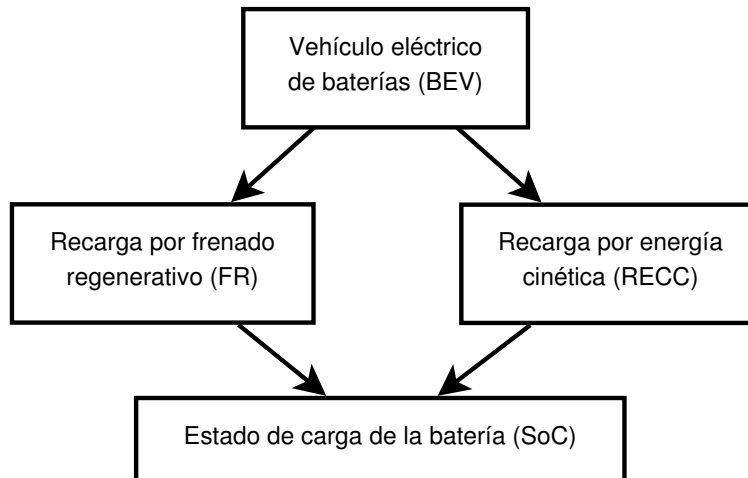 Vehículo eléctrico
de baterías (BEV)
Recarga por frenado
regenerativo (FR)
Recarga por energía
cinética (RECC)
Estado de carga de la batería (SoC)